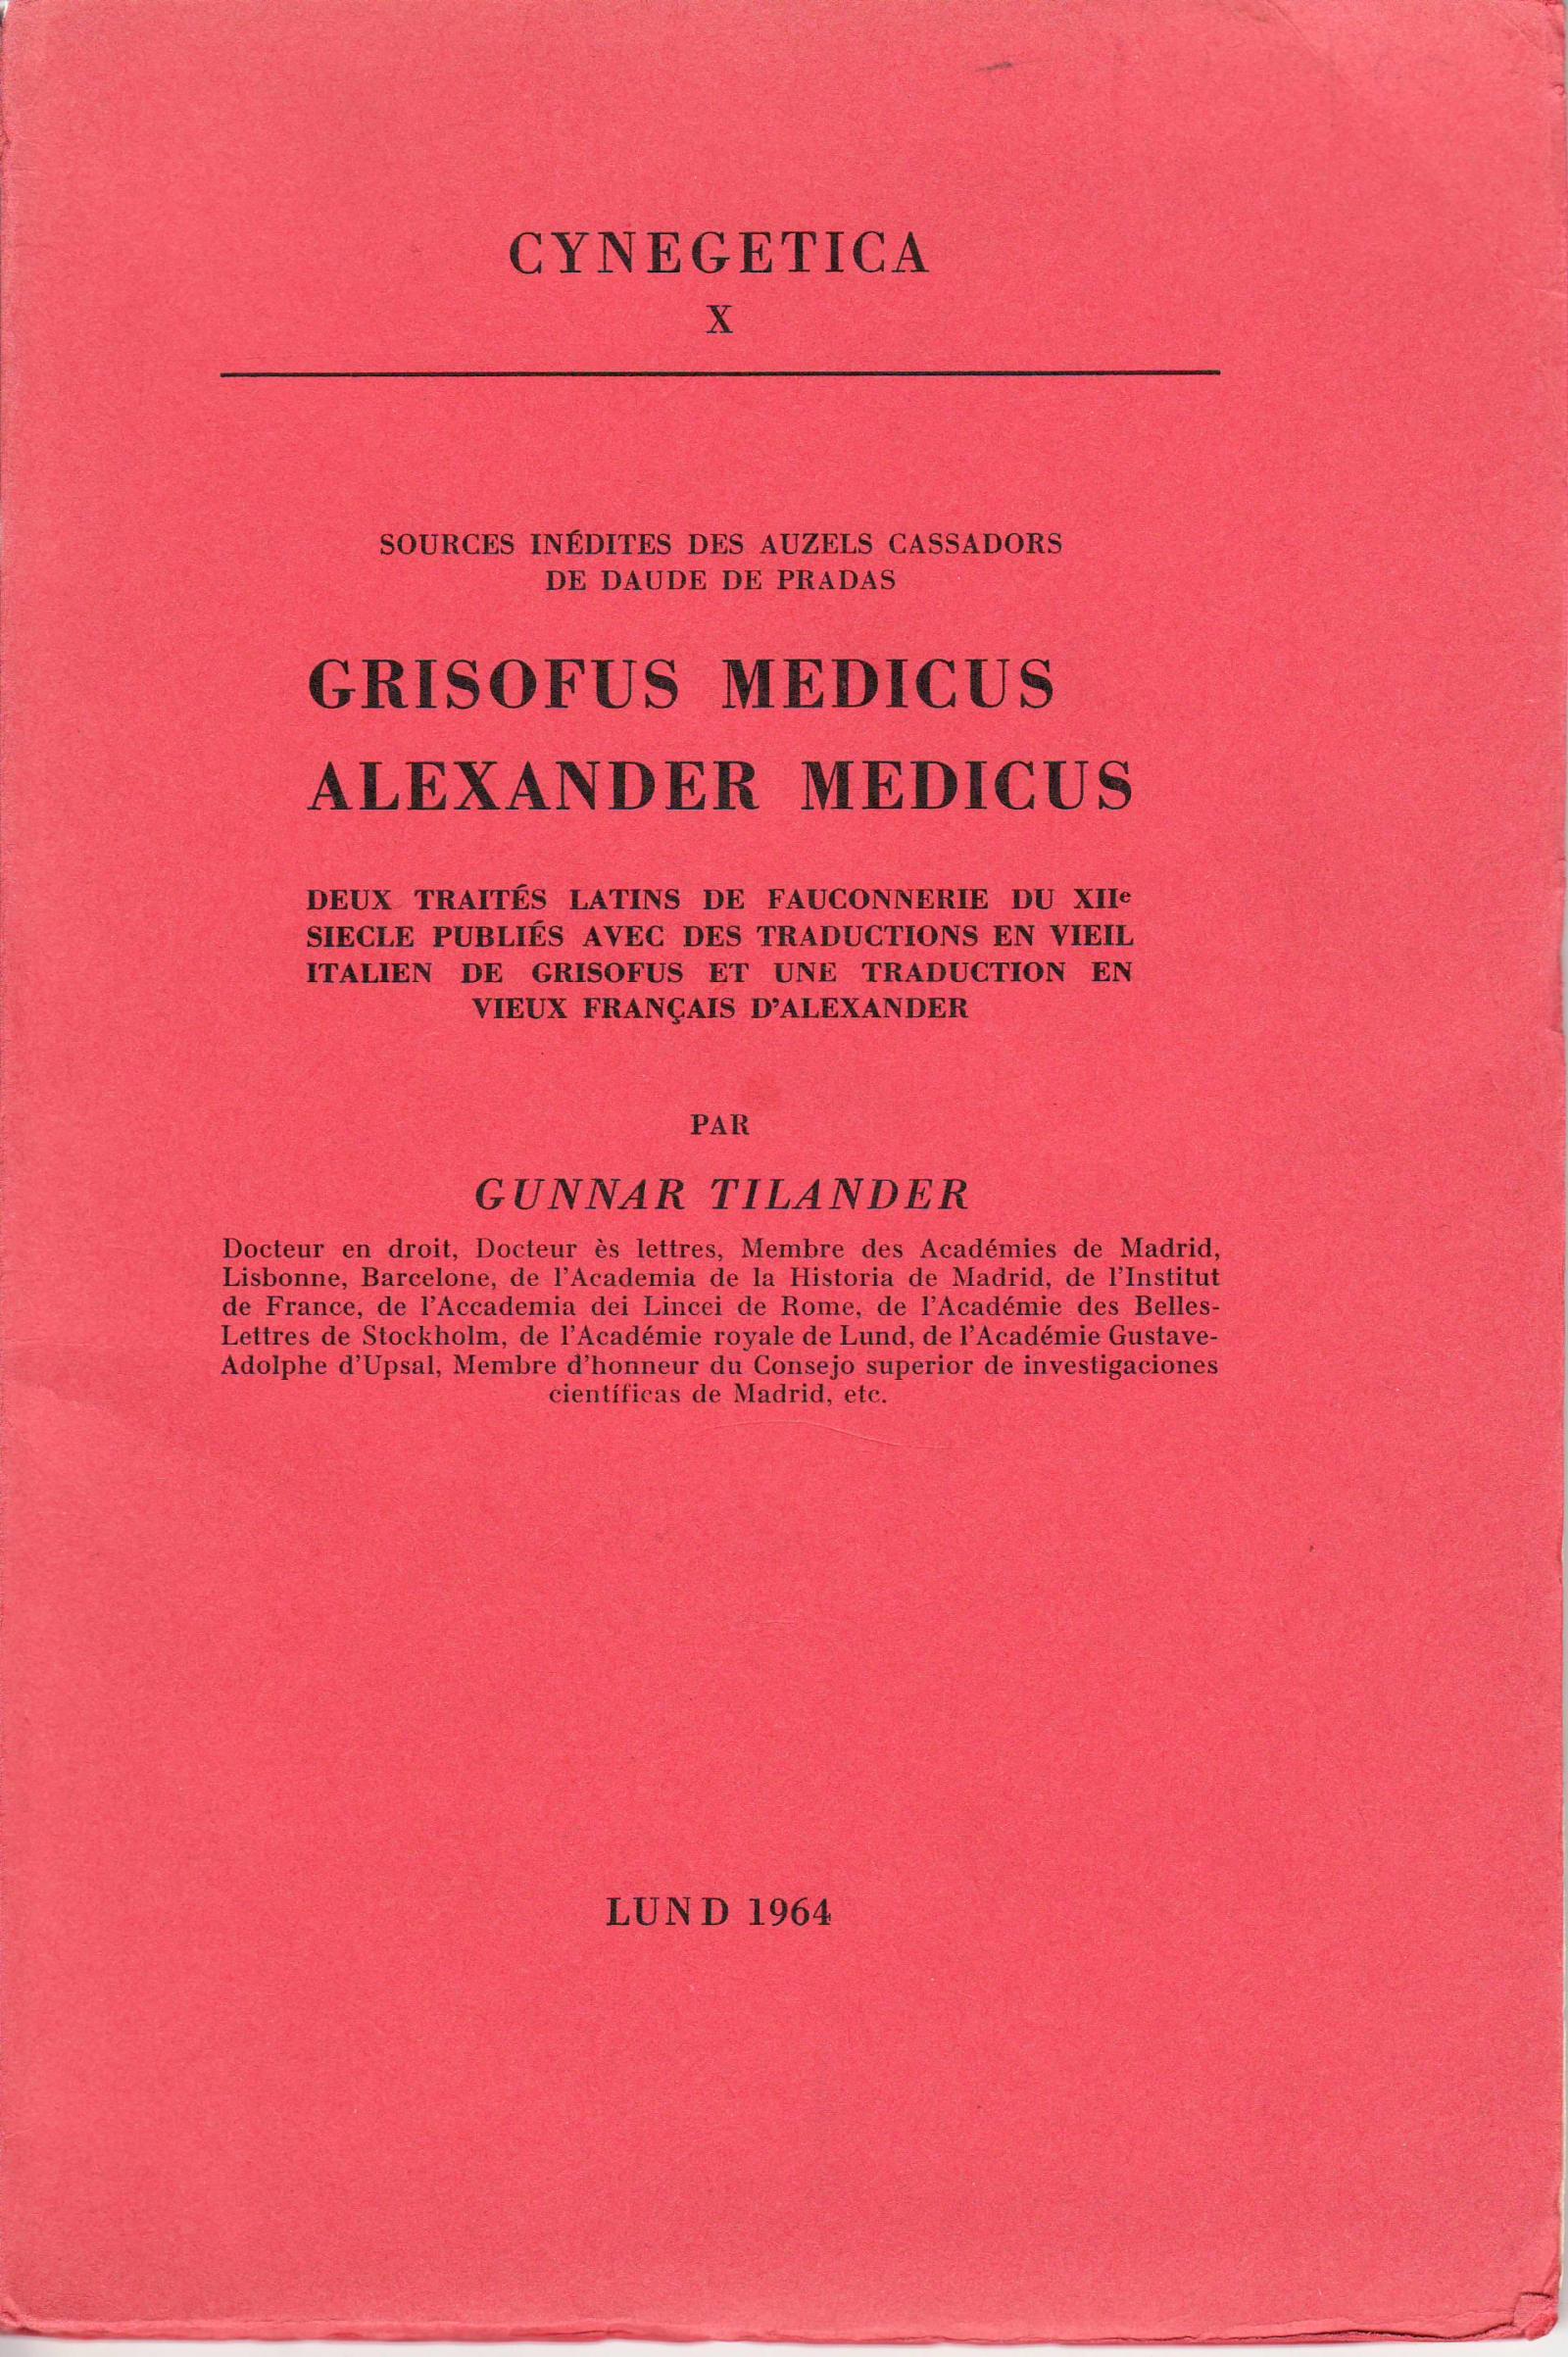 CYNEGETICA
X
SOURCES INÉDITES DES AUZELS CASSADORS
DE DAUDE DE PRADAS
GRISOFUS MEDICUS
ALEXANDER MEDICUS
DEUX TRAITÉS LATINS DE FAUCONNERIE DU XIIe
SIECLE PUBLIÉS AVEC DES TRADUCTIONS EN VIEIL
ITALIEN DE GRISOFUS ET UNE TRADUCTION EN
VIEUX FRANÇAIS D'ALEXANDER
PAR
GUNNAR TILANDER
Docteur en droit, Docteur ès lettres, Membre des Académies de Madrid,
Lisbonne, Barcelone, de l'Academia de la Historia de Madrid, de l'Institut
de France, de l'Accademia dei Lincei de Rome, de l'Académie des Belles-
Lettres de Stockholm, de l'Académie royale de Lund, de l'Académie Gustave-
Adolphe d'Upsal, Membre d'honneur du Consejo superior de investigaciones
científicas de Madrid, etc.
LUND 1964